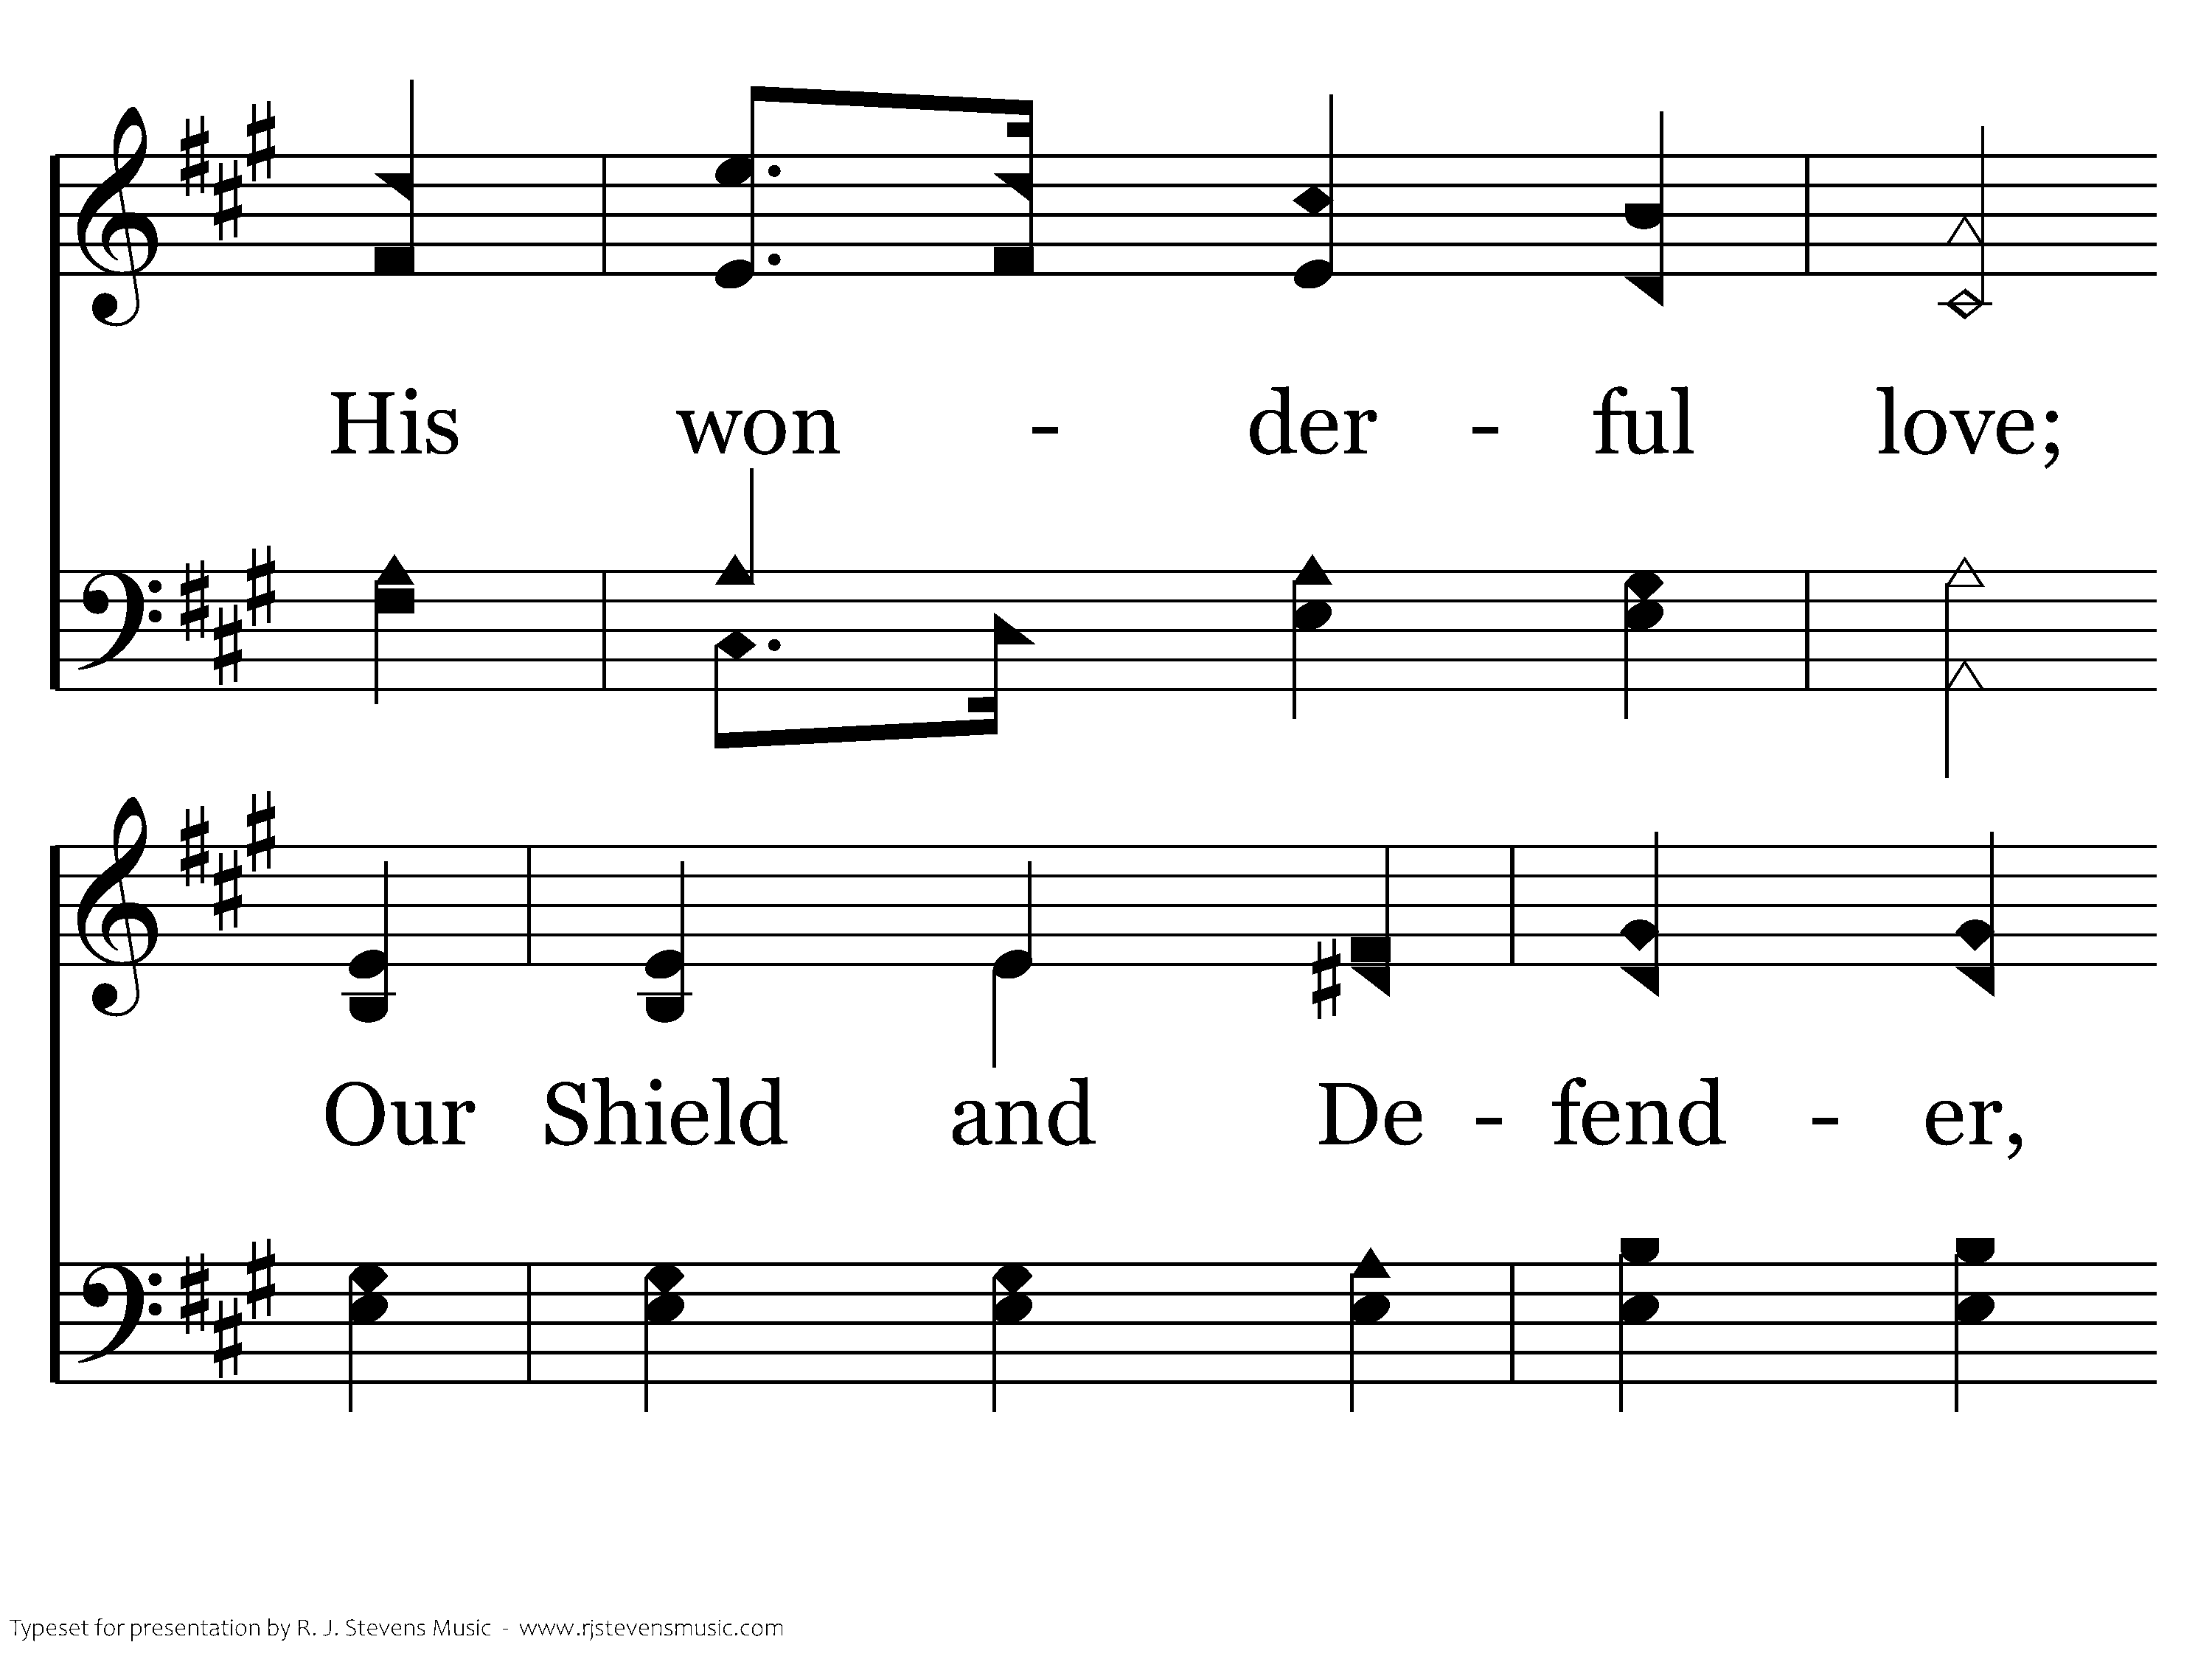 His won - der - ful love;
Our Shield and De - fend - er,
Typeset for presentation by R. J. Stevens Music - www.rjstevensmusic.com